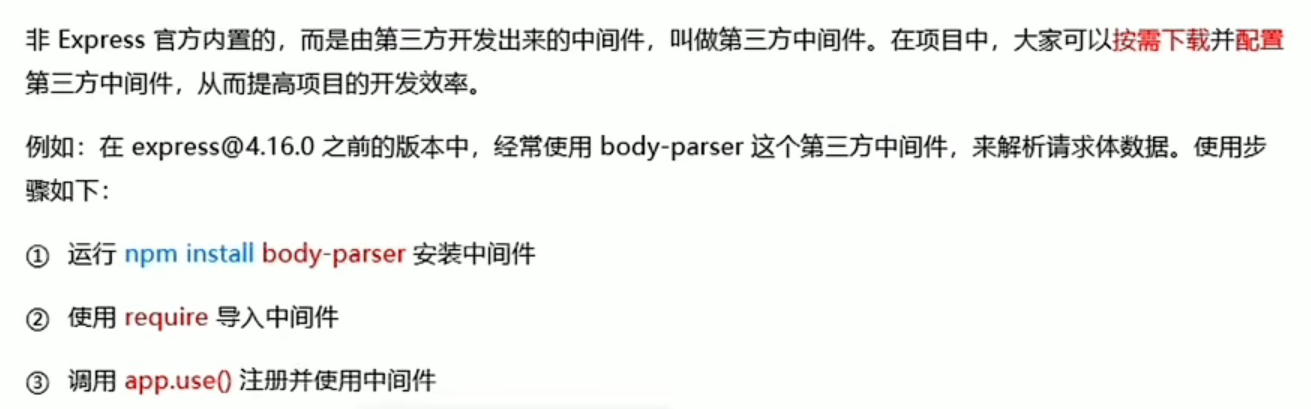 非 Express 官方内置的，而是由第三方开发出来的中间件，叫做第三方中间件。在项目中，大家可以按需下载并配置
第三方中间件，从而提高项目的开发效率。
例如：在 express@4.16.0 之前的版本中，经常使用 body-parser 这个第三方中间件，来解析请求体数据。使用步
骤如下：
① 运行 npm install body-parser 安装中间件
② 使用 require 导入中间件
③ 调用 app.use() 注册并使用中间件